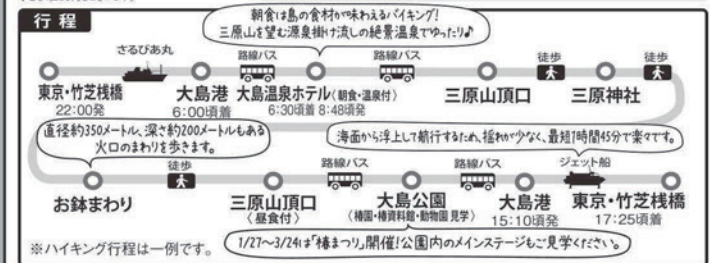 行程
朝食は島の食材が味わえるバイキング!
三原山を望む源泉掛け流しの絶景温泉でゆったり♪
さるびあ丸
路線バス
路線バス
徒歩
徒歩
東京・竹芝桟橋
22:00発
大島港
6:00頃着
大島温泉ホテル〈朝食・温泉付〉
6:30頃着 8:48頃発
三原山頂口
三原神社
直径約350メートル、深さ約200メートルもある
火口のまわりを歩きます。
海面から浮上して航行するため、揺れが少なく、最短1時間45分で楽々です。
徒歩
路線バス
路線バス
ジェット船
お鉢まわり
三原山頂口
〈昼食付〉
大島公園
〈椿園・椿資料館・動物園 見学〉
大島港
15:10頃発
東京・竹芝桟橋
17:25頃着
※ハイキング行程は一例です。
1/27~3/24は「椿まつり」開催!公園内のメインステージもご見学ください。